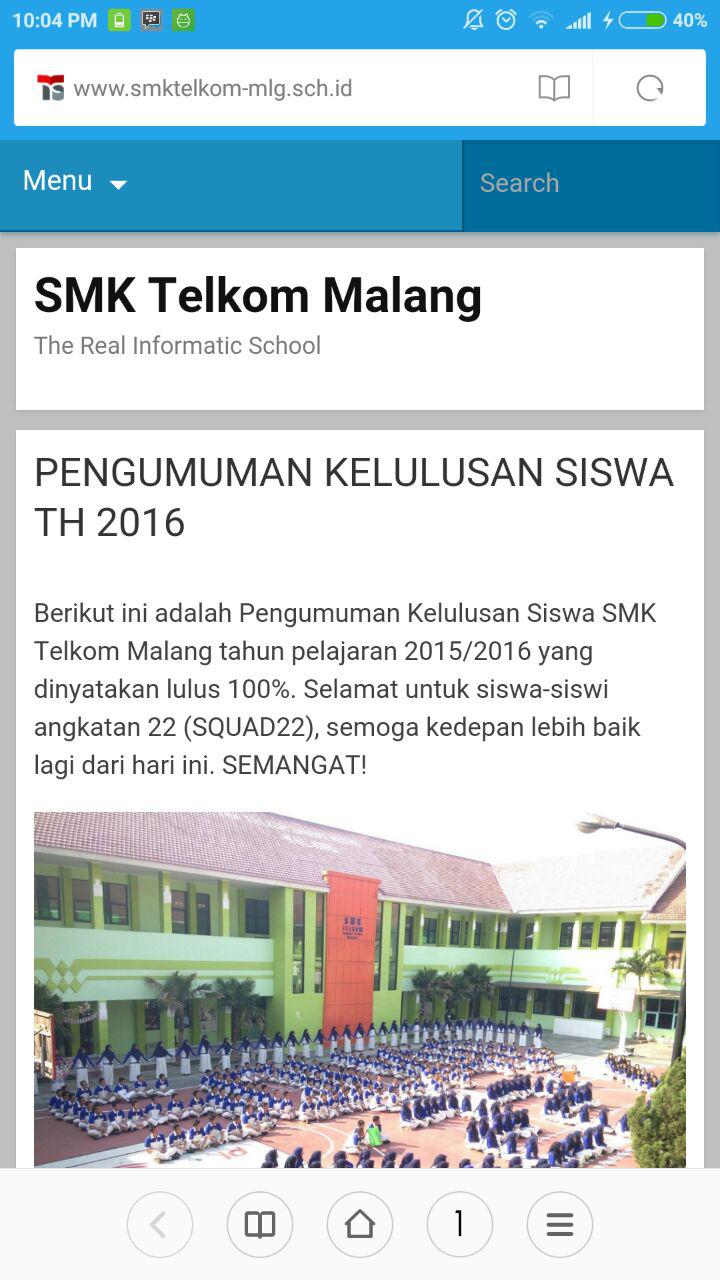 10:04 PM
40%
www.smktelkom-mlg.sch.id
Menu
Search
SMK Telkom Malang
The Real Informatic School
PENGUMUMAN KELULUSAN SISWA
TH 2016
Berikut ini adalah Pengumuman Kelulusan Siswa SMK
Telkom Malang tahun pelajaran 2015/2016 yang
dinyatakan lulus 100%. Selamat untuk siswa-siswi
angkatan 22 (SQUAD22), semoga kedepan lebih baik
lagi dari hari ini. SEMANGAT!
SMK
TELKOM
1